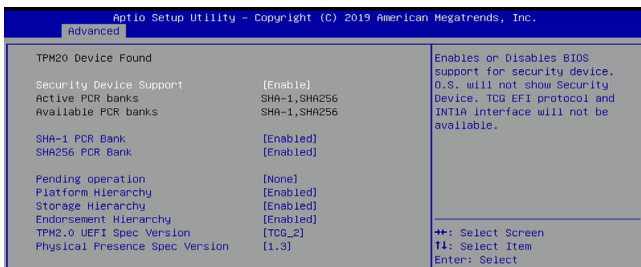 Aptio Setup Utility – Copyright (C) 2019 American Megatrends, Inc.
Advanced
TPM20 Device Found
Security Device Support [Enable]
Active PCR banks SHA-1,SHA256
Available PCR banks SHA-1,SHA256
SHA-1 PCR Bank [Enabled]
SHA256 PCR Bank [Enabled]
Pending operation [None]
Platform Hierarchy [Enabled]
Storage Hierarchy [Enabled]
Endorsement Hierarchy [Enabled]
TPM2.0 UEFI Spec Version [TCG_2]
Physical Presence Spec Version [1.3]
Enables or Disables BIOS
support for security device.
O.S. will not show Security
Device. TCG EFI protocol and
INT1A interface will not be
available.
→←: Select Screen
↑↓: Select Item
Enter: Select